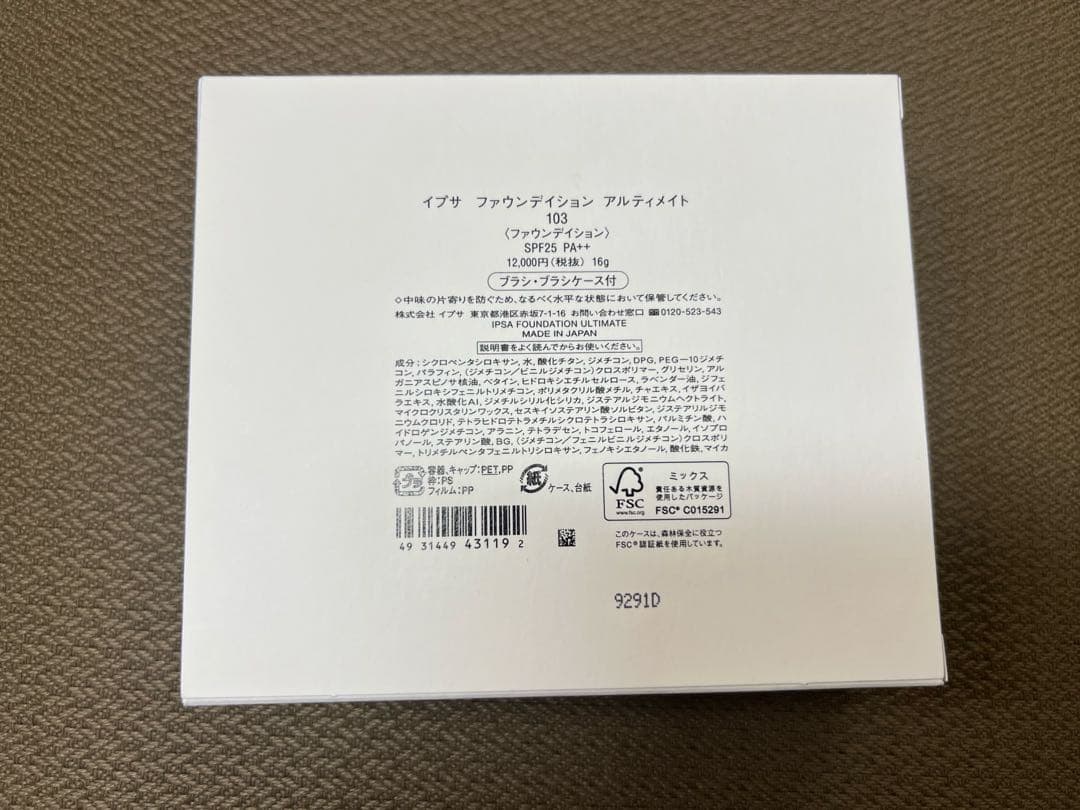 イプサ ファウンデイション アルティメイト
103
〈ファウンデイション〉
SPF25 PA++
12,000円(税抜) 16g
ブラシ・ブラシケース付
◇中味の片寄りを防ぐため、なるべく水平な状態において保管してください。
株式会社 イプサ 東京都港区赤坂7-1-16 お問い合わせ窓口 0120-523-543
IPSA FOUNDATION ULTIMATE
MADE IN JAPAN
説明書をよく読んでからお使いください。
成分:シクロペンタシロキサン, 水, 酸化チタン, ジメチコン, DPG, PEG-10ジメチ
コン, パラフィン, (ジメチコン/ビニルジメチコン)クロスポリマー, グリセリン, アル
ガニアスピノサ核油, ベタイン, ヒドロキシエチルセルロース, ラベンダー油, ジフェ
ニルシロキシフェニルトリメチコン, ポリメタクリル酸メチル, チャエキス, イザヨイバ
ラエキス, 水酸化Al, ジメチルシリル化シリカ, ジステアルジモニウムヘクトライト,
マイクロクリスタリンワックス, セスキイソステアリン酸ソルビタン, ジステアリルジモ
ニウムクロリド, テトラヒドロテトラメチルシクロテトラシロキサン, パルミチン酸, ハ
イドロゲンジメチコン, アラニン, テトラデセン, トコフェロール, エタノール, イソプロ
パノール, ステアリン酸, BG, (ジメチコン/フェニルビニルジメチコン)クロスポリ
マー, トリメチルペンタフェニルトリシロキサン, フェノキシエタノール, 酸化鉄, マイカ
プラ
容器、キャップ:PET,PP
枠:PS
フィルム:PP
紙
ケース、台紙
FSC
www.fsc.org
ミックス
責任ある木質資源を
使用したパッケージ
FSC® C015291
このケースは、森林保全に役立つ
FSC®認証紙を使用しています。
4 931449 431192
9291D